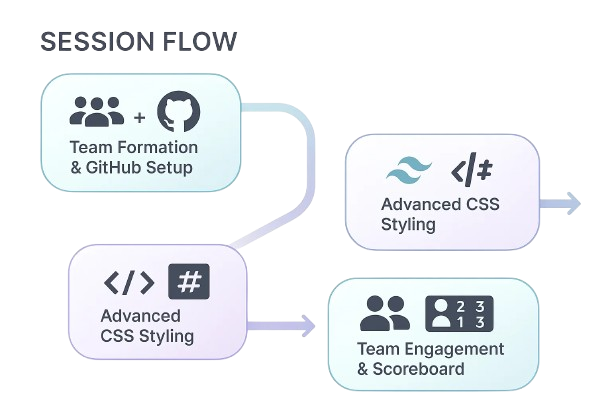 SESSION FLOW
+
Team Formation
& GitHub Setup
</>
#
Advanced
CSS Styling
Advanced CSS
Styling
2 3
1 3
Team Engagement
& Scoreboard